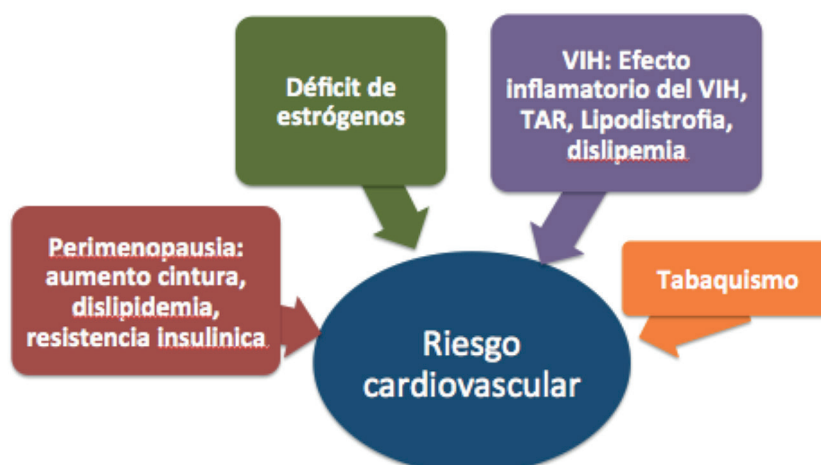 Déficit de
estrógenos
VIH: Efecto
inflamatorio del VIH,
TAR, Lipodistrofia,
dislipemia
Perimenopausia:
aumento cintura,
dislipidemia,
resistencia insulinica
Tabaquismo
Riesgo
cardiovascular